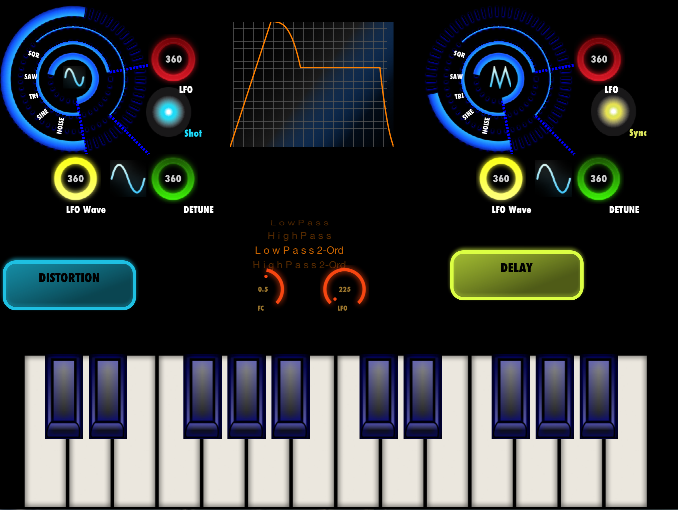 SQR
SAW
TRI
SINE
NOISE
360
LFO
Shot
360
LFO Wave
360
DETUNE
SQR
SAW
TRI
SINE
NOISE
360
LFO
Sync
360
LFO Wave
360
DETUNE
LowPass
HighPass
LowPass2-Ord
HighPass2-Ord
DISTORTION
0.5
FC
225
LFO
DELAY